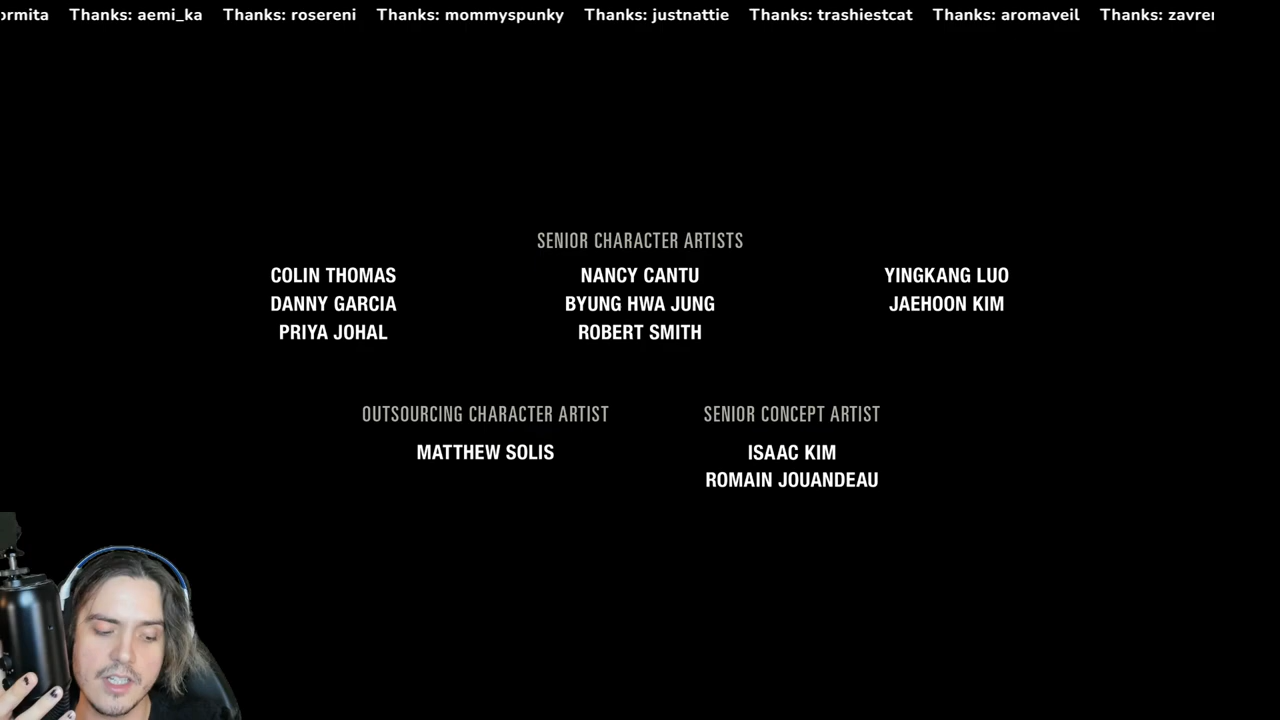 Thanks: aemi_ka Thanks: rosereni Thanks: mommyspunky Thanks: justnattie Thanks: trashiestcat Thanks: aromaveil Thanks:
SENIOR CHARACTER ARTISTS
COLIN THOMAS NANCY CANTU YINGKANG LUO
DANNY GARCIA BYUNG HWA JUNG JAEHOON KIM
PRIYA JOHAL ROBERT SMITH
OUTSOURCING CHARACTER ARTIST SENIOR CONCEPT ARTIST
MATTHEW SOLIS ISAAC KIM
ROMAIN JOUANDEAU